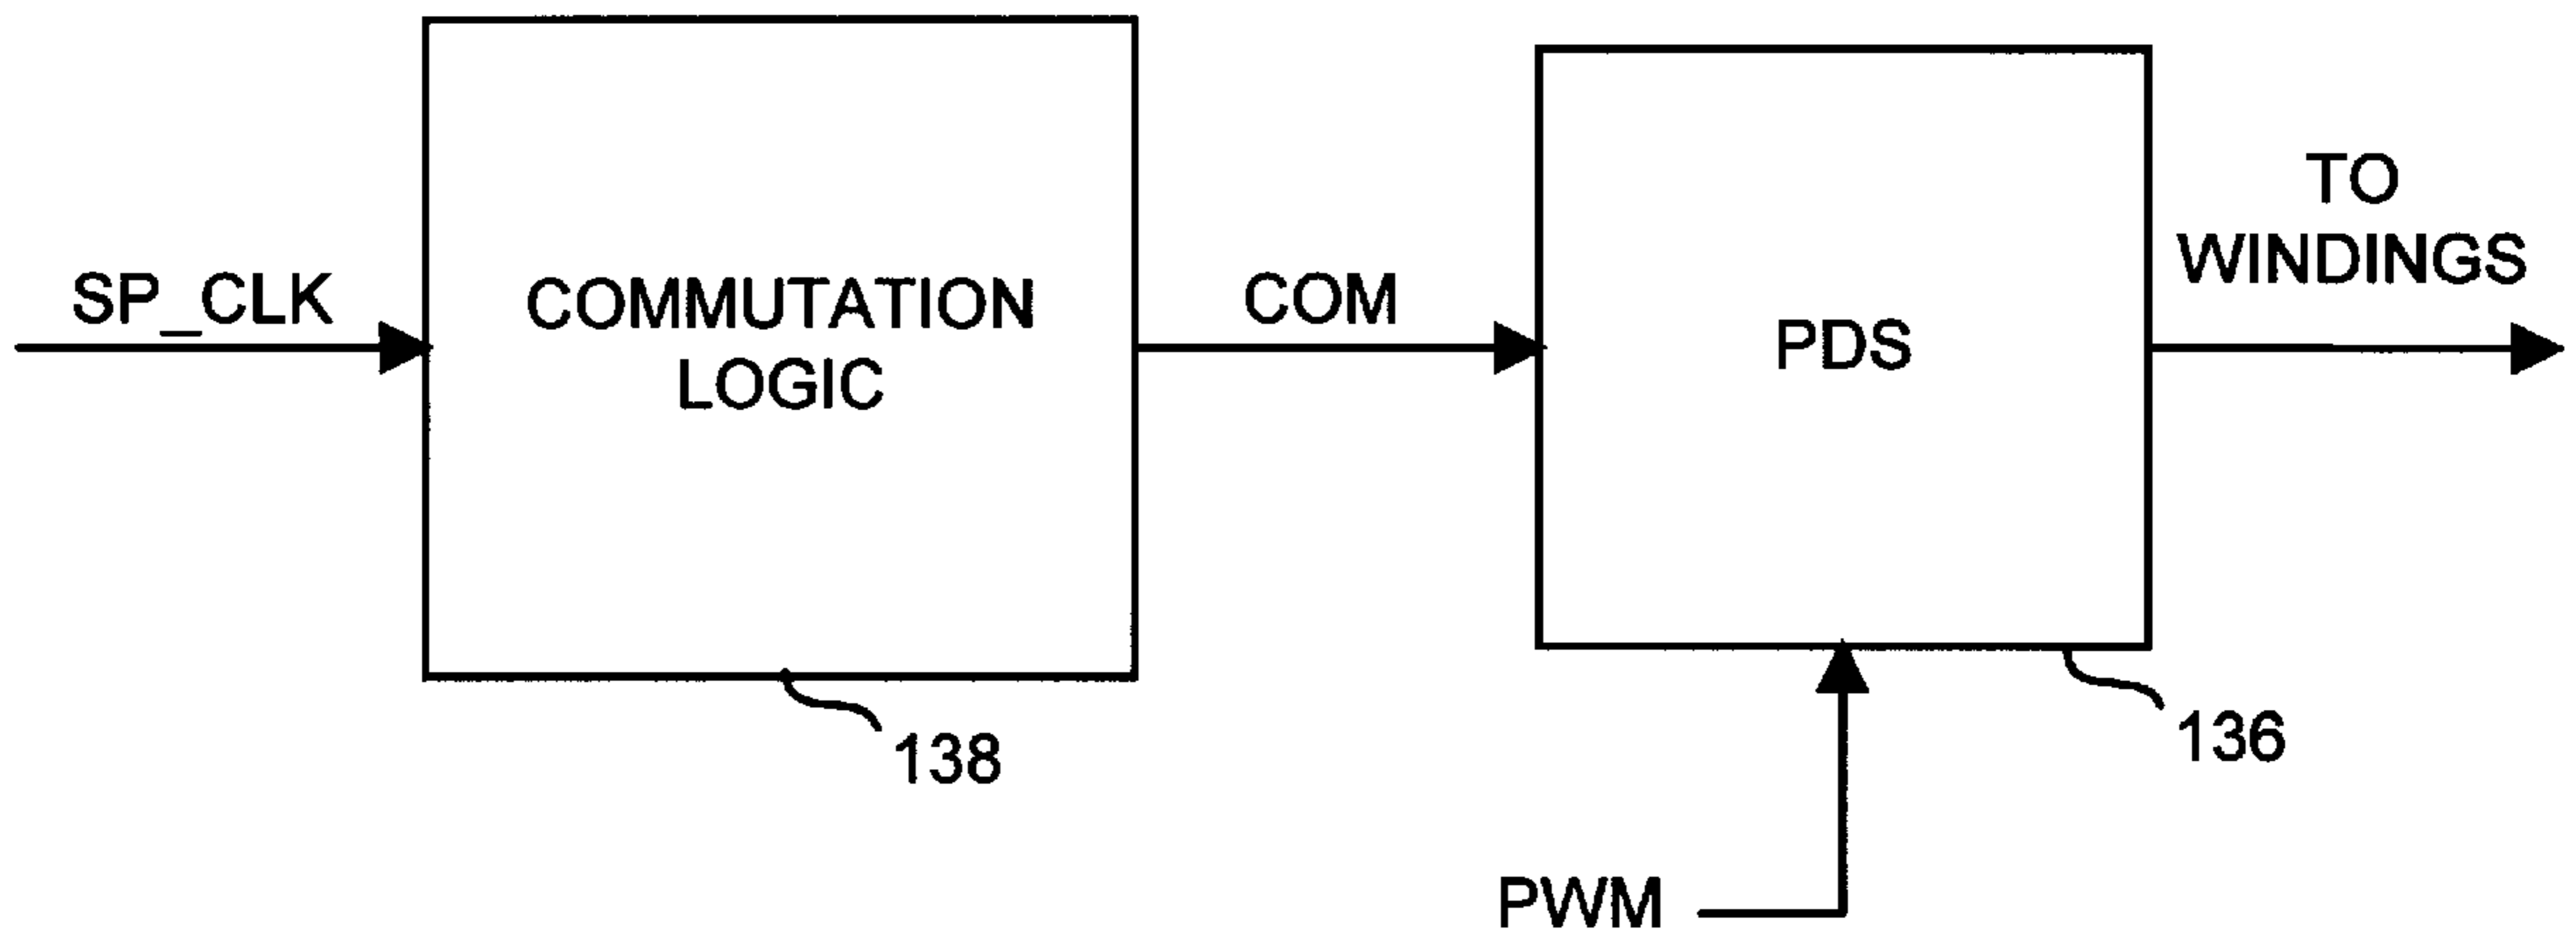 SP_CLK
COMMUTATION
LOGIC
COM
PDS
TO
WINDINGS
138
136
PWM